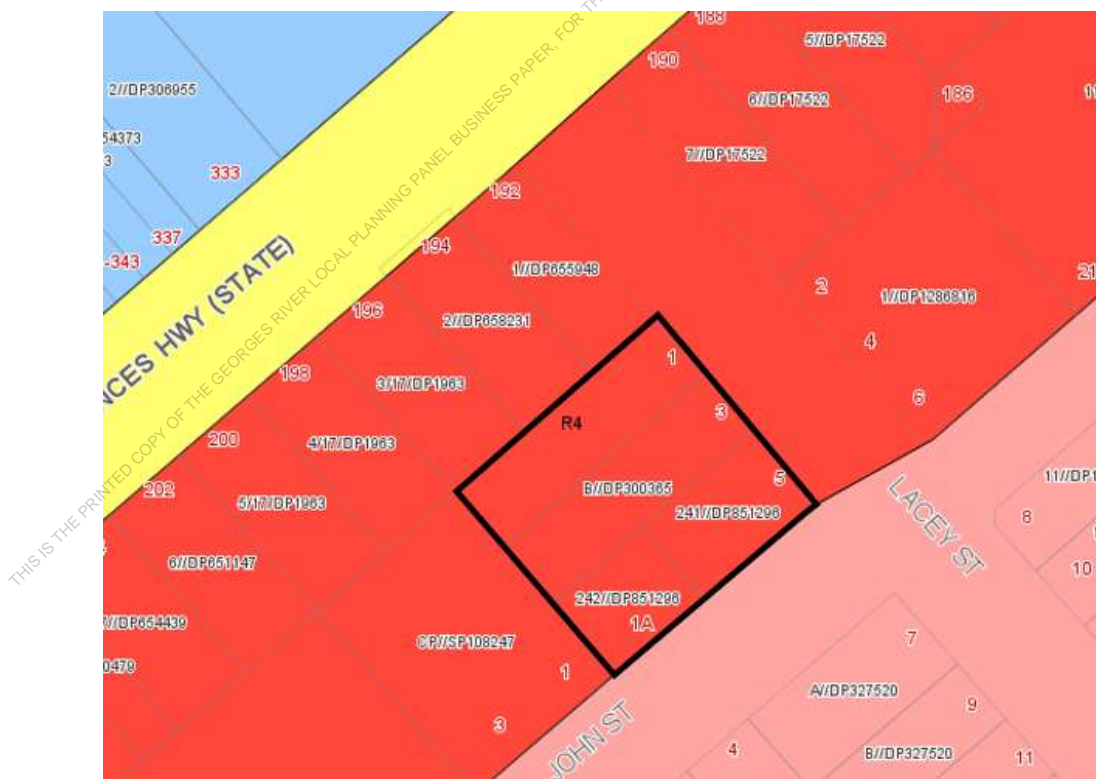 188
5//DP17522
190
2//DP306955
6//DP17522
186
11
54373
3
7//DP17522
333
192
337
194
-343
1//DP655948
21
NCES HWY (STATE)
2
1//DP1286816
196
2//DP658231
4
1
198
3/17/DP1963
6
3
R4
200
4/17/DP1963
11//DP1
5
B//DP300365
202
5/17/DP1963
241//DP851296
LACEY ST
8
6//DP651147
10
242//DP851296
7//DP654439
1A
CP//SP108247
7
0479
1
A//DP327520
9
3
JOHN ST
4
B//DP327520
11
THIS IS THE PRINTED COPY OF THE GEORGES RIVER LOCAL PLANNING PANEL BUSINESS PAPER, FOR TH